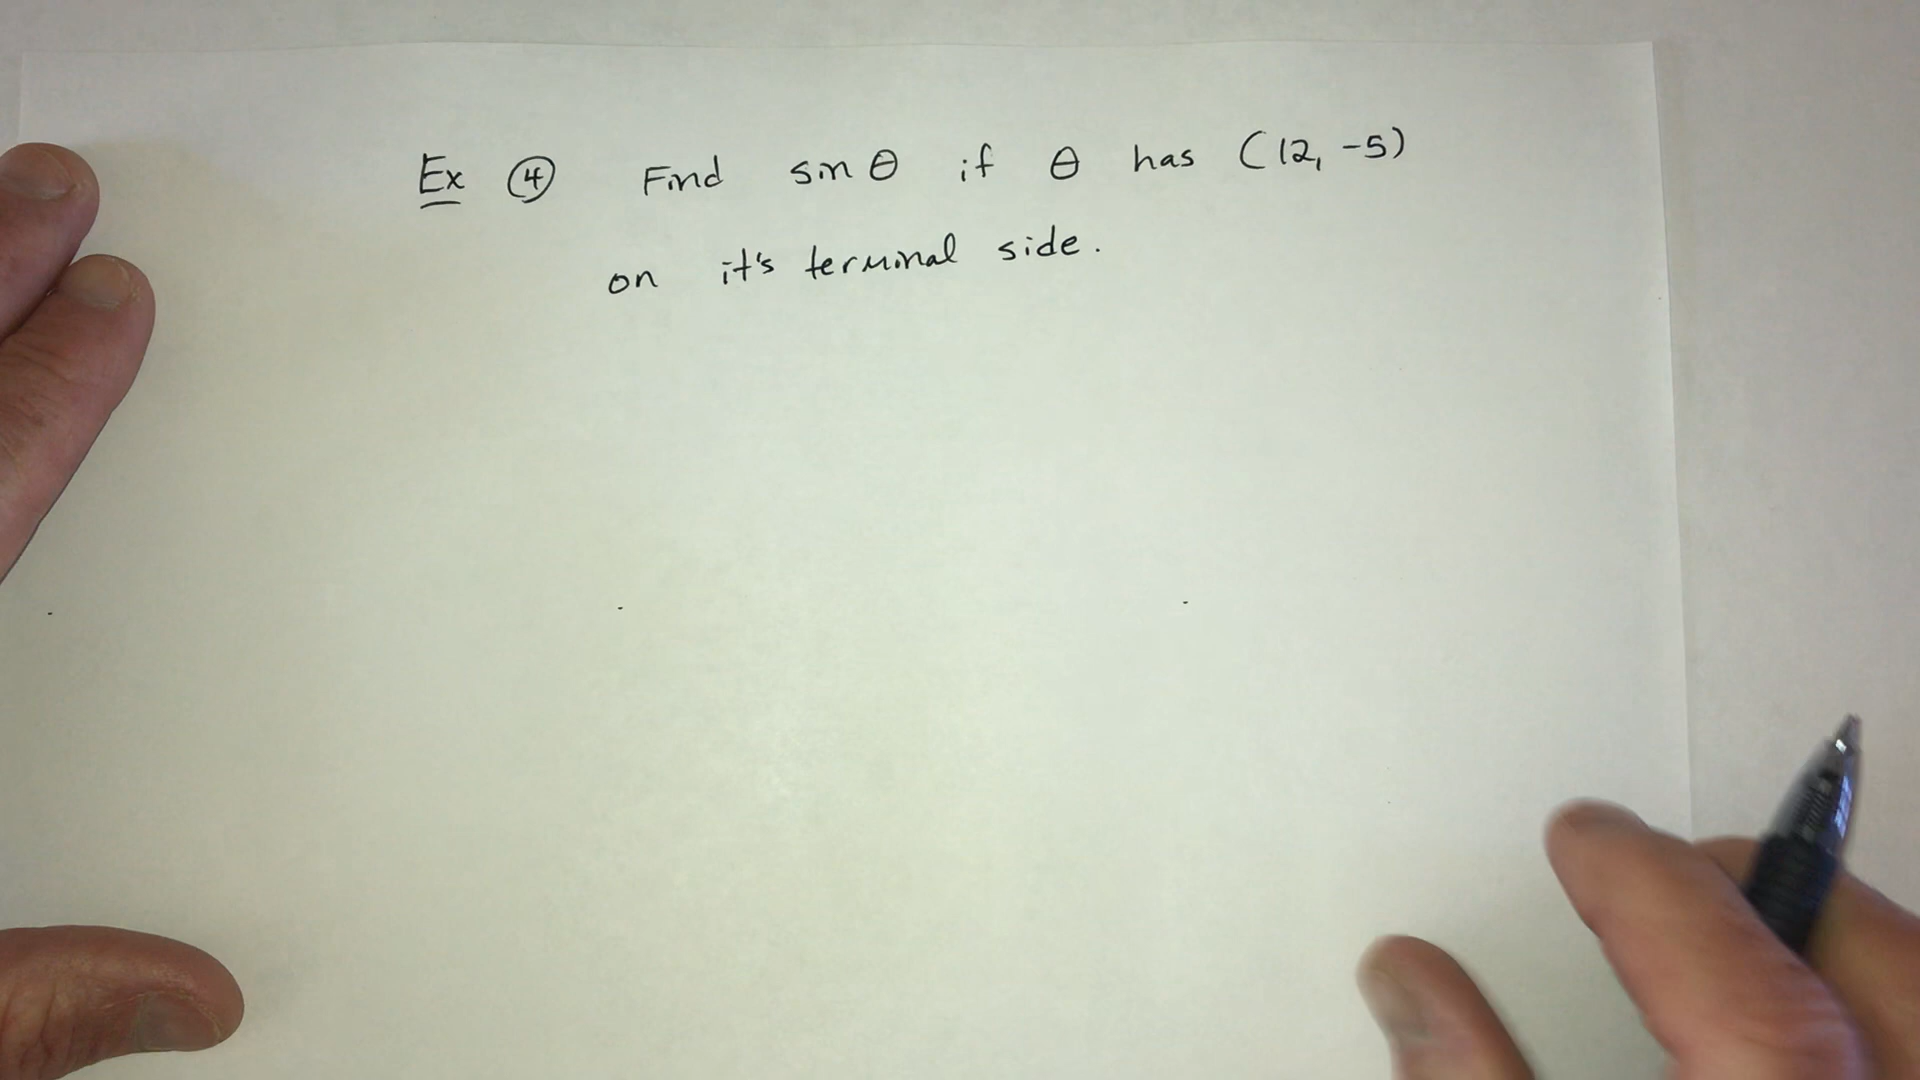 Ex ④ Find sin θ if θ has (12, -5)
on it's terminal side.